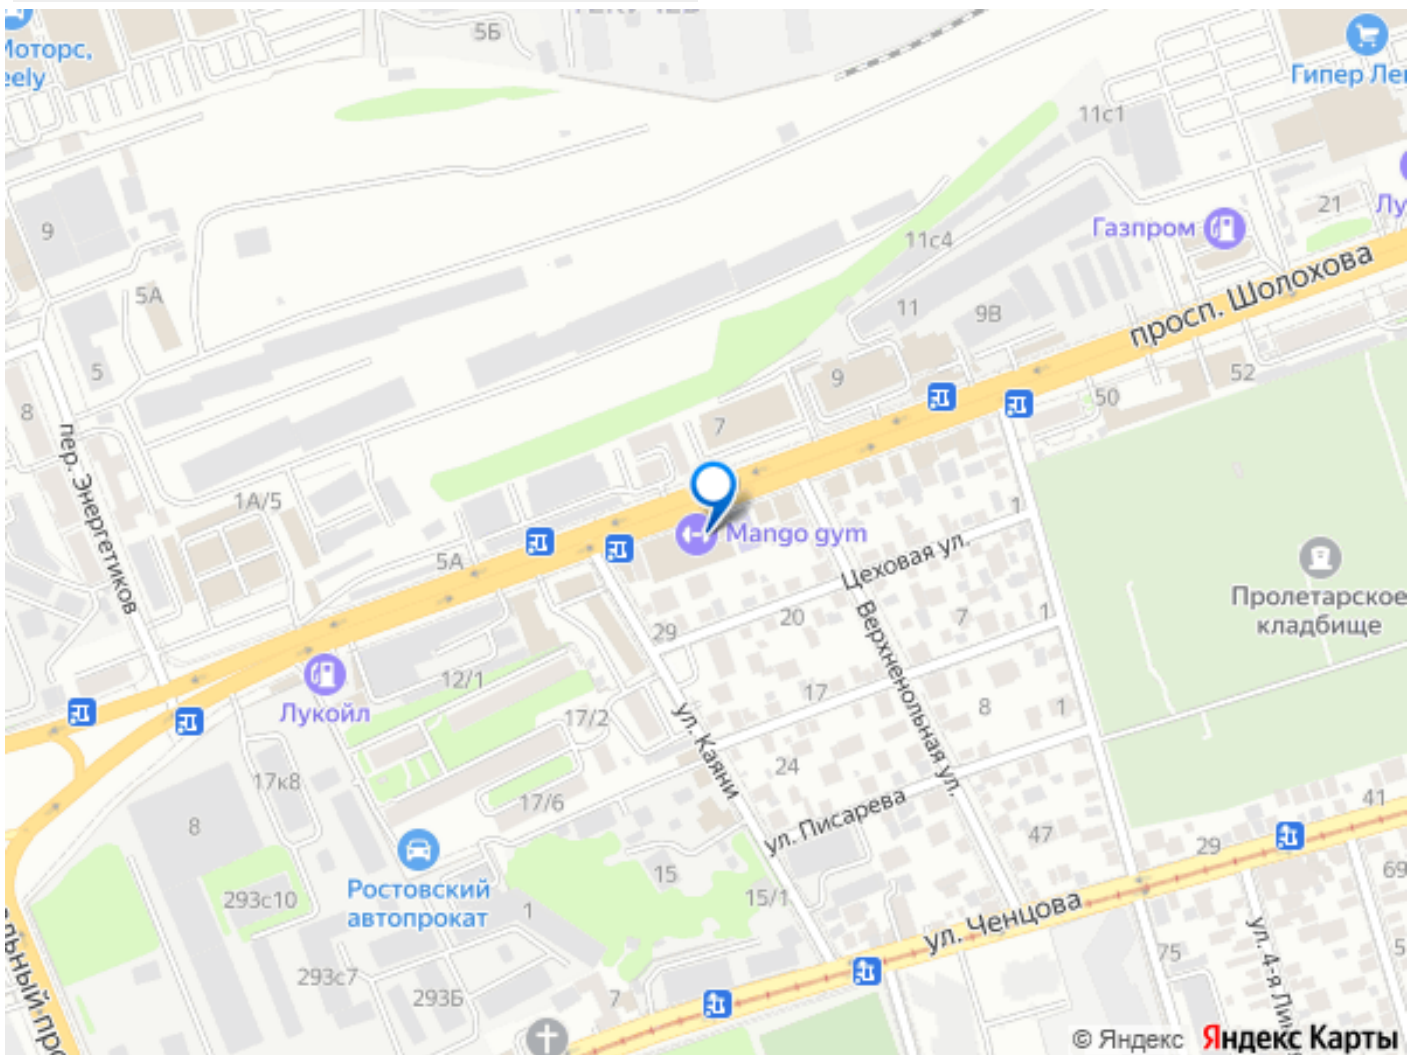 5Б
Моторс,
eely
Гипер Ле
11с1
9
21
Газпром
11с4
просп. Шолохова
5А
11
9В
5
9
52
8
50
7
пер. Энергетиков
1А/5
1
Mango gym
5А
Цеховая ул.
Пролетарское
кладбище
20
7
1
29
Верхненольная ул.
12/1
17
8
1
Лукойл
17/2
ул. Каяни
24
17к8
17/6
ул. Писарева
41
8
47
29
15
69
Ростовский
автопрокат
293с10
15/1
1
ул. Ченцова
75
5
ул. 4-я Лин
льный про
293с7
293Б
7
© Яндекс Яндекс Карты